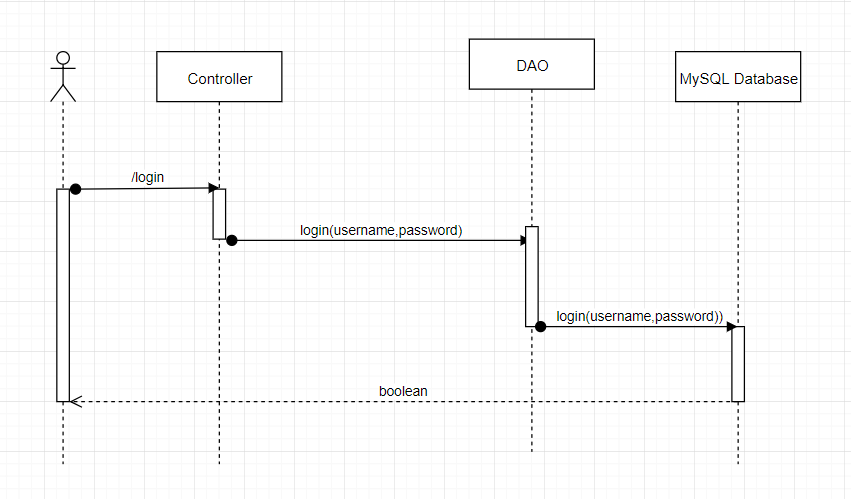 Controller
DAO
MySQL Database
/login
login(username,password)
login(username,password))
boolean